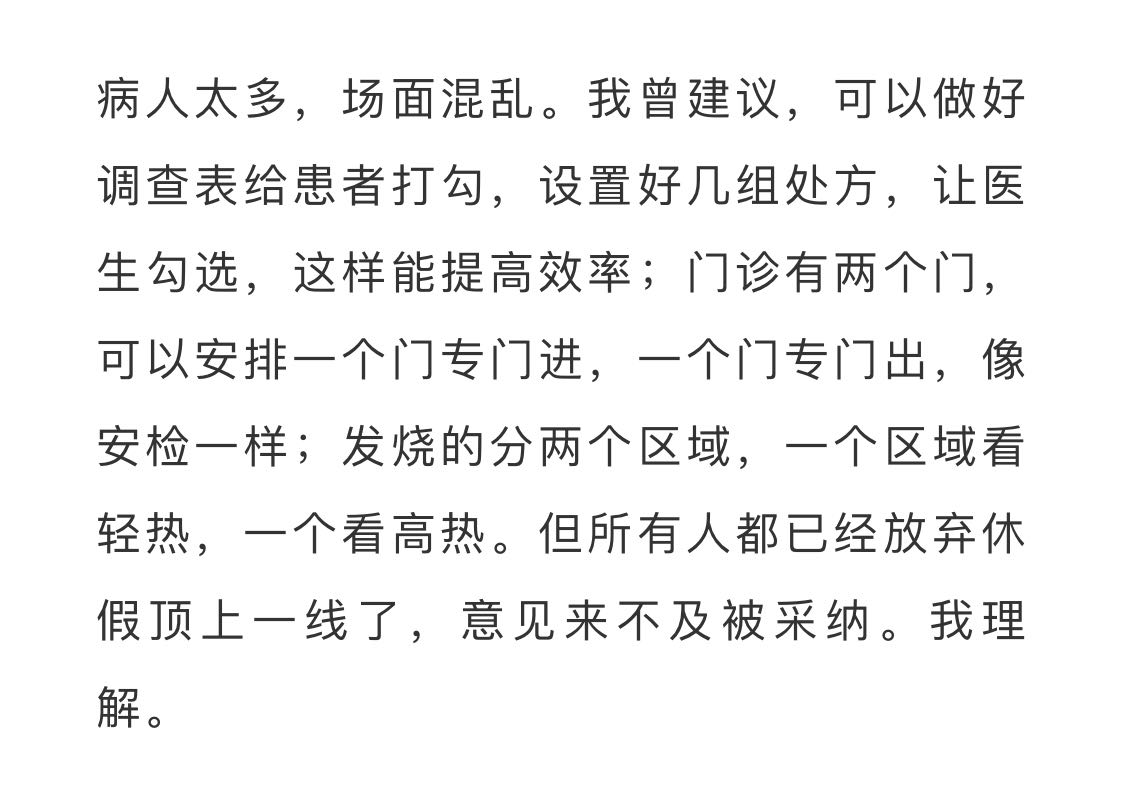 病人太多，场面混乱。我曾建议，可以做好
调查表给患者打勾，设置好几组处方，让医
生勾选，这样能提高效率；门诊有两个门，
可以安排一个门专门进，一个门专门出，像
安检一样；发烧的分两个区域，一个区域看
轻热，一个看高热。但所有人都已经放弃休
假顶上一线了，意见来不及被采纳。我理
解。